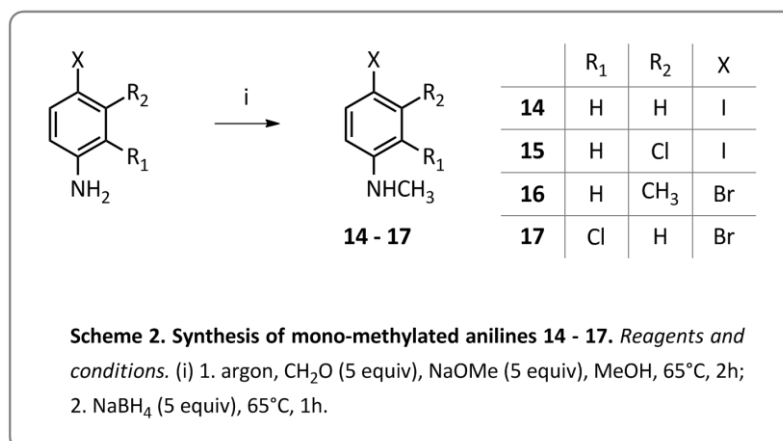 X
R₂
R₁
NH₂
i
X
R₂
R₁
NHCH₃
14 - 17
R₁ R₂ X
14 H H I
15 H Cl I
16 H CH₃ Br
17 Cl H Br
Scheme 2. Synthesis of mono-methylated anilines 14 - 17. Reagents and
conditions. (i) 1. argon, CH₂O (5 equiv), NaOMe (5 equiv), MeOH, 65°C, 2h;
2. NaBH₄ (5 equiv), 65°C, 1h.